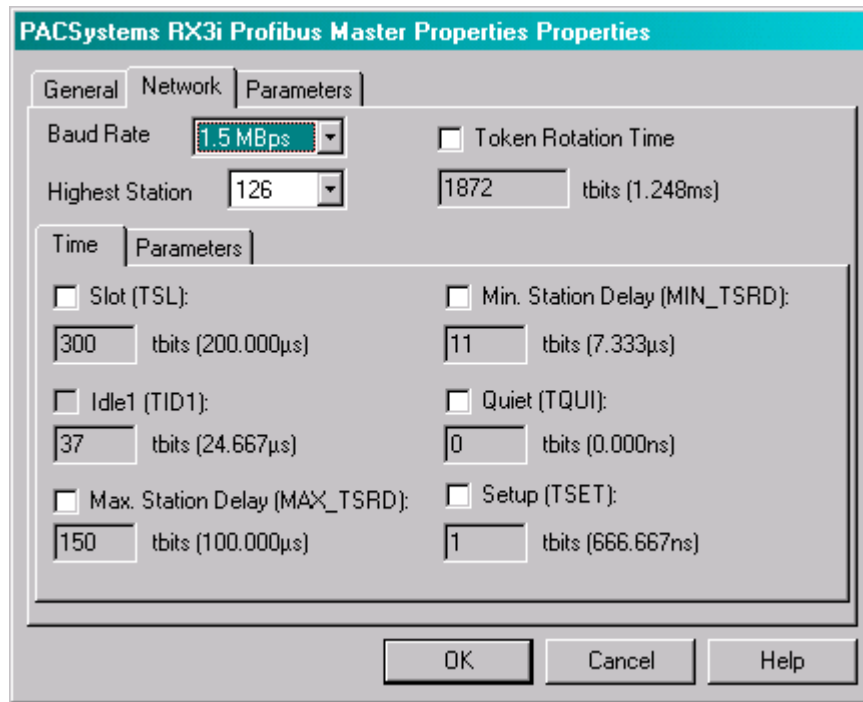 PACSystems RX3i Profibus Master Properties Properties
General Network Parameters
Baud Rate 1.5 MBps Token Rotation Time
Highest Station 126 1872 tbits (1.248ms)
Time Parameters
Slot (TSL): Min. Station Delay (MIN_TSRD):
300 tbits (200.000µs) 11 tbits (7.333µs)
Idle1 (TID1): Quiet (TQUI):
37 tbits (24.667µs) 0 tbits (0.000ns)
Max. Station Delay (MAX_TSRD): Setup (TSET):
150 tbits (100.000µs) 1 tbits (666.667ns)
OK Cancel Help